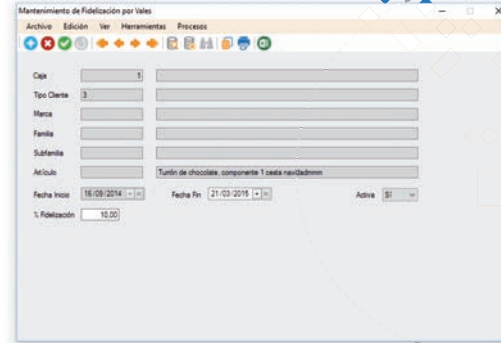 Mantenimiento de Fidelización por Vales
Archivo Edición Ver Herramientas Procesos
Caja 1
Tipo Cliente 3
Marca
Familia
Subfamilia
Artículo Turrón de chocolate, componente 1 cesta navidadmmm
Fecha Inicio 16/09/2014 Fecha Fin 21/03/2015 Activa SI
% Fidelización 10,00